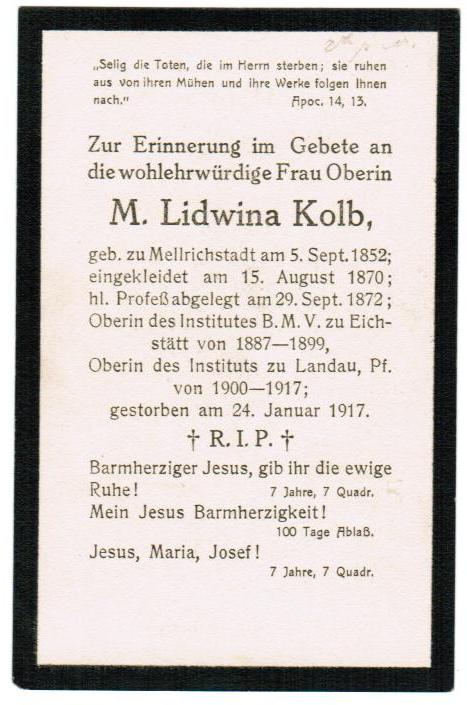 „Selig die Toten, die im Herrn sterben; sie ruhen
aus von ihren Mühen und ihre Werke folgen Ihnen
nach." Apoc. 14, 13.
Zur Erinnerung im Gebete an
die wohlehrwürdige Frau Oberin
M. Lidwina Kolb,
geb. zu Mellrichstadt am 5. Sept. 1852;
eingekleidet am 15. August 1870;
hl. Profeß abgelegt am 29. Sept. 1872;
Oberin des Institutes B. M. V. zu Eich-
stätt von 1887—1899,
Oberin des Instituts zu Landau, Pf.
von 1900—1917;
gestorben am 24. Januar 1917.
† R. I. P. †
Barmherziger Jesus, gib ihr die ewige
Ruhe! 7 Jahre, 7 Quadr.
Mein Jesus Barmherzigkeit!
100 Tage Ablaß.
Jesus, Maria, Josef!
7 Jahre, 7 Quadr.